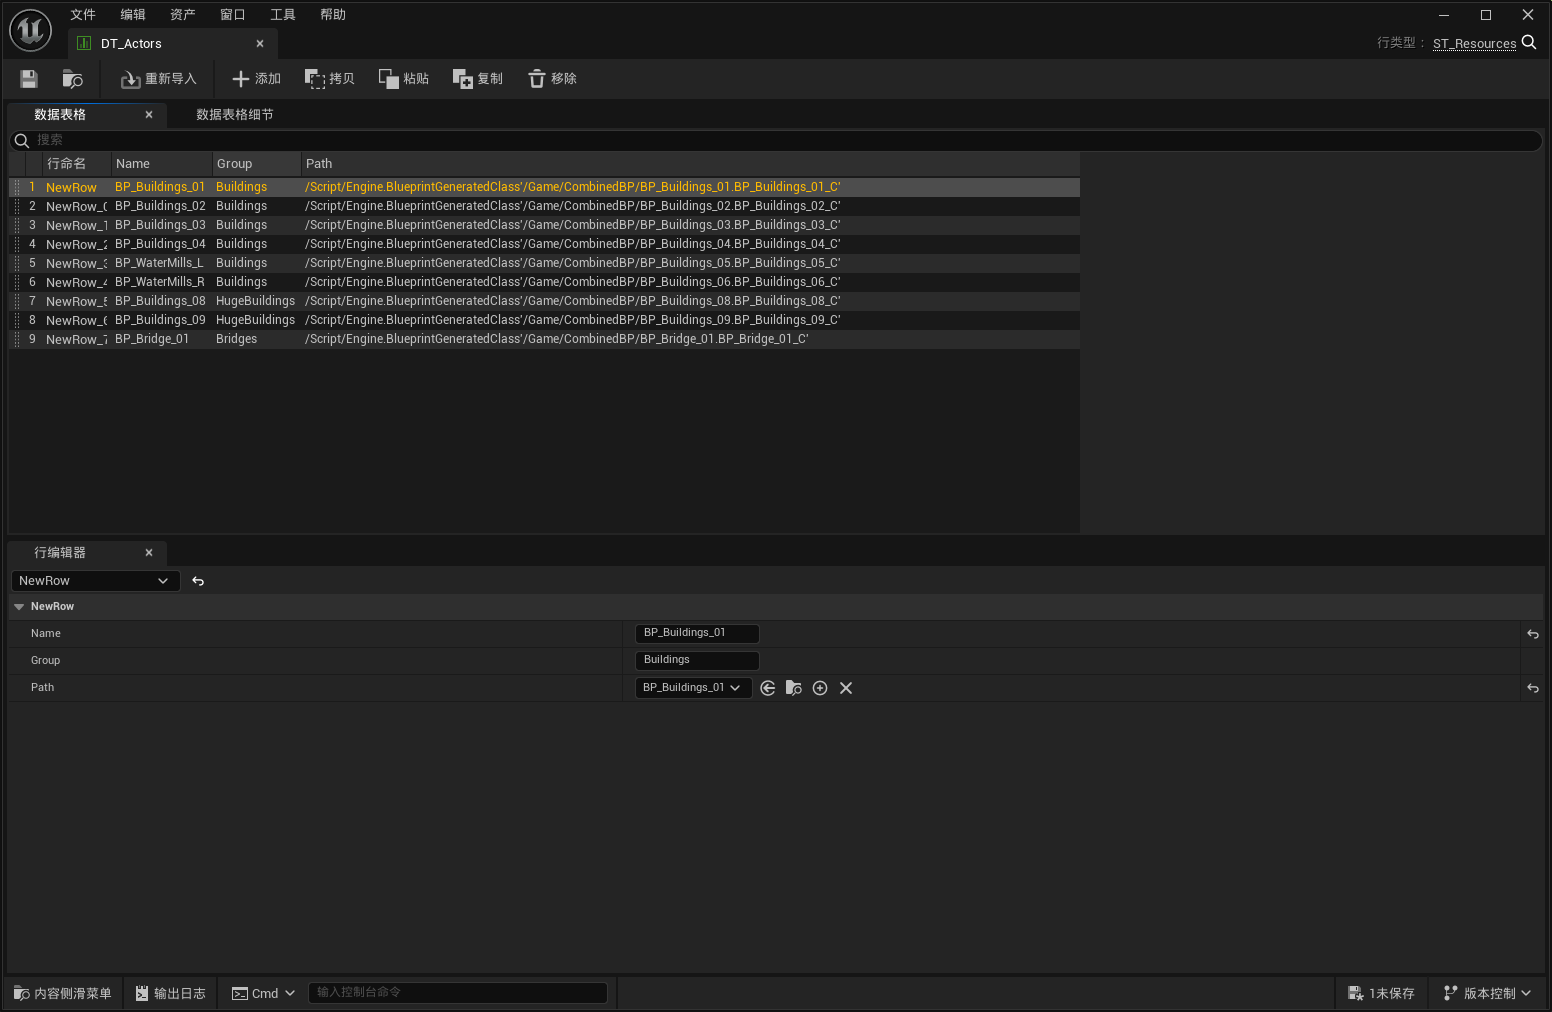 文件 编辑 资产 窗口 工具 帮助
DT_Actors
行类型： ST_Resources
重新导入 添加 拷贝 粘贴 复制 移除
数据表格 数据表格细节
搜索
行命名 Name Group Path
1 NewRow BP_Buildings_01 Buildings /Script/Engine.BlueprintGeneratedClass'/Game/CombinedBP/BP_Buildings_01.BP_Buildings_01_C'
2 NewRow_0 BP_Buildings_02 Buildings /Script/Engine.BlueprintGeneratedClass'/Game/CombinedBP/BP_Buildings_02.BP_Buildings_02_C'
3 NewRow_1 BP_Buildings_03 Buildings /Script/Engine.BlueprintGeneratedClass'/Game/CombinedBP/BP_Buildings_03.BP_Buildings_03_C'
4 NewRow_2 BP_Buildings_04 Buildings /Script/Engine.BlueprintGeneratedClass'/Game/CombinedBP/BP_Buildings_04.BP_Buildings_04_C'
5 NewRow_3 BP_WaterMills_L Buildings /Script/Engine.BlueprintGeneratedClass'/Game/CombinedBP/BP_Buildings_05.BP_Buildings_05_C'
6 NewRow_4 BP_WaterMills_R Buildings /Script/Engine.BlueprintGeneratedClass'/Game/CombinedBP/BP_Buildings_06.BP_Buildings_06_C'
7 NewRow_5 BP_Buildings_08 HugeBuildings /Script/Engine.BlueprintGeneratedClass'/Game/CombinedBP/BP_Buildings_08.BP_Buildings_08_C'
8 NewRow_6 BP_Buildings_09 HugeBuildings /Script/Engine.BlueprintGeneratedClass'/Game/CombinedBP/BP_Buildings_09.BP_Buildings_09_C'
9 NewRow_7 BP_Bridge_01 Bridges /Script/Engine.BlueprintGeneratedClass'/Game/CombinedBP/BP_Bridge_01.BP_Bridge_01_C'
行编辑器
NewRow
NewRow
Name BP_Buildings_01
Group Buildings
Path BP_Buildings_01
内容侧滑菜单 输出日志 Cmd 输入控制台命令 1未保存 版本控制